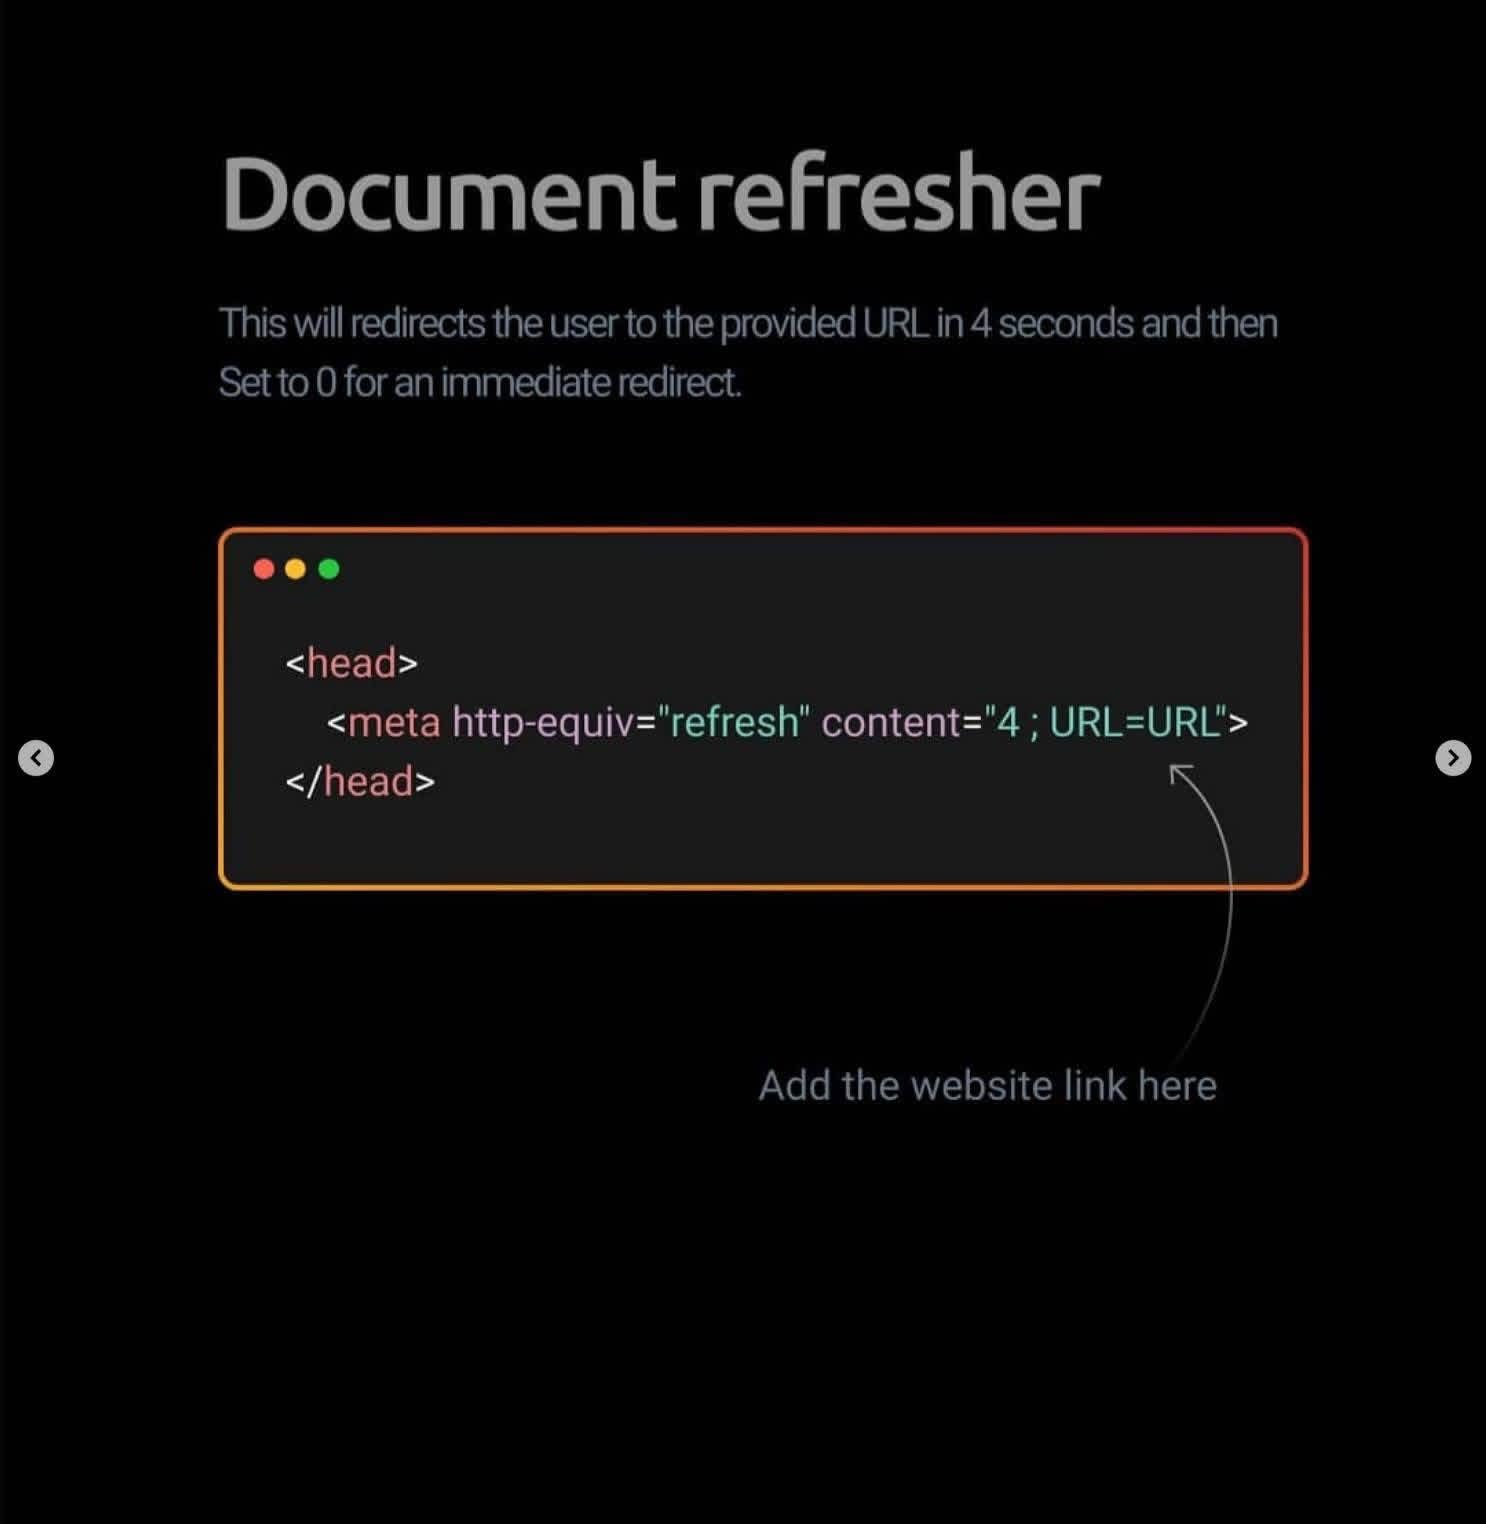 Document refresher
This will redirects the user to the provided URL in 4 seconds and then
Set to 0 for an immediate redirect.
<head>
<meta http-equiv="refresh" content="4 ; URL=URL">
</head>
Add the website link here